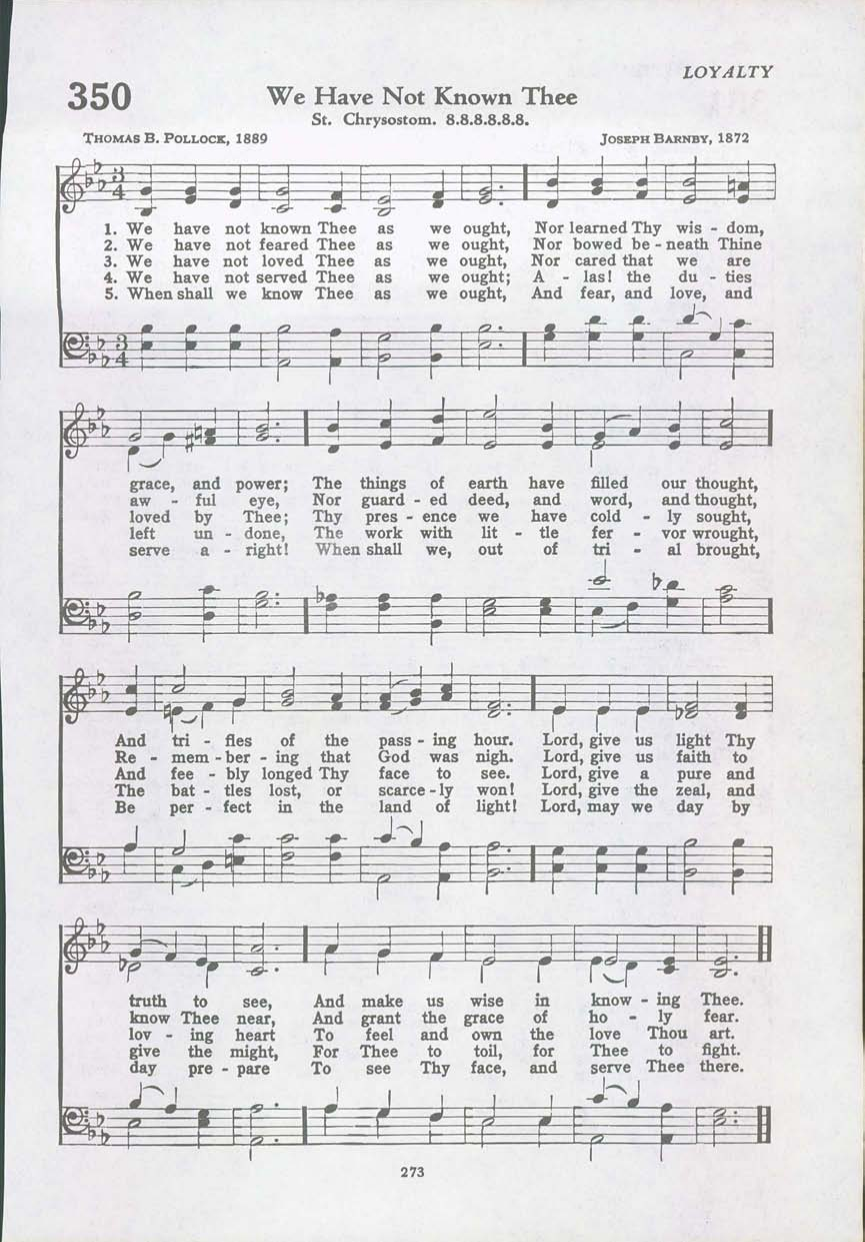 LOYALTY
350
We Have Not Known Thee
St. Chrysostom. 8.8.8.8.8.8.
THOMAS B. POLLOCK, 1889 JOSEPH BARNBY, 1872
3 4
1. We have not known Thee as we ought, Nor learned Thy wis - dom,
2. We have not feared Thee as we ought, Nor bowed be - neath Thine
3. We have not loved Thee as we ought, Nor cared that we are
4. We have not served Thee as we ought; A - las! the du - ties
5. When shall we know Thee as we ought, And fear, and love, and
3 4
grace, and power; The things of earth have filled our thought,
aw - ful eye, Nor guard - ed deed, and word, and thought,
loved by Thee; Thy pres - ence we have cold - ly sought,
left un - done, The work with lit - tle fer - vor wrought,
serve a - right! When shall we, out of tri - al brought,
And tri - fles of the pass - ing hour. Lord, give us light Thy
Re - mem - ber - ing that God was nigh. Lord, give us faith to
And fee - bly longed Thy face to see. Lord, give a pure and
The bat - tles lost, or scarce - ly won! Lord, give the zeal, and
Be per - fect in the land of light! Lord, may we day by
truth to see, And make us wise in know - ing Thee.
know Thee near, And grant the grace of ho - ly fear.
lov - ing heart To feel and own the love Thou art.
give the might, For Thee to toil, for Thee to fight.
day pre - pare To see Thy face, and serve Thee there.
273